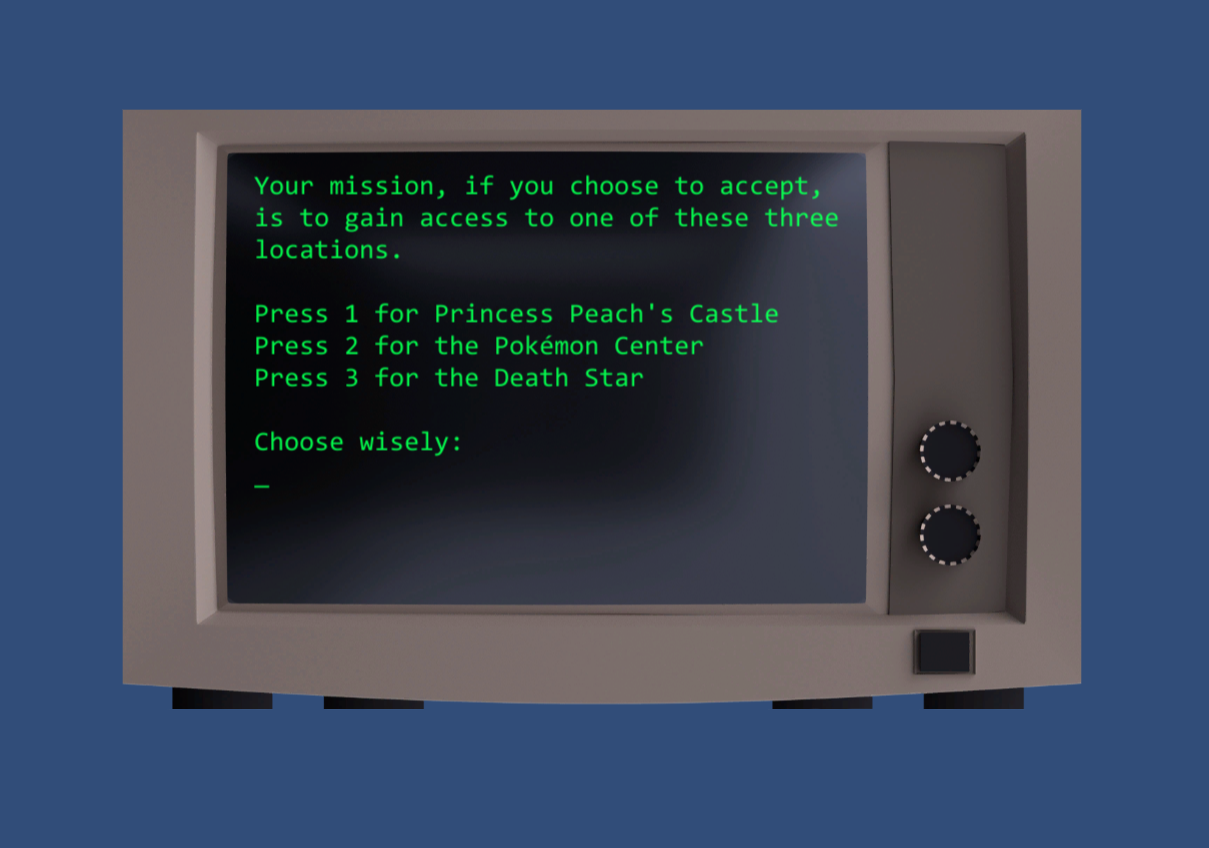 Your mission, if you choose to accept,
is to gain access to one of these three
locations.
Press 1 for Princess Peach's Castle
Press 2 for the Pokémon Center
Press 3 for the Death Star
Choose wisely:
_